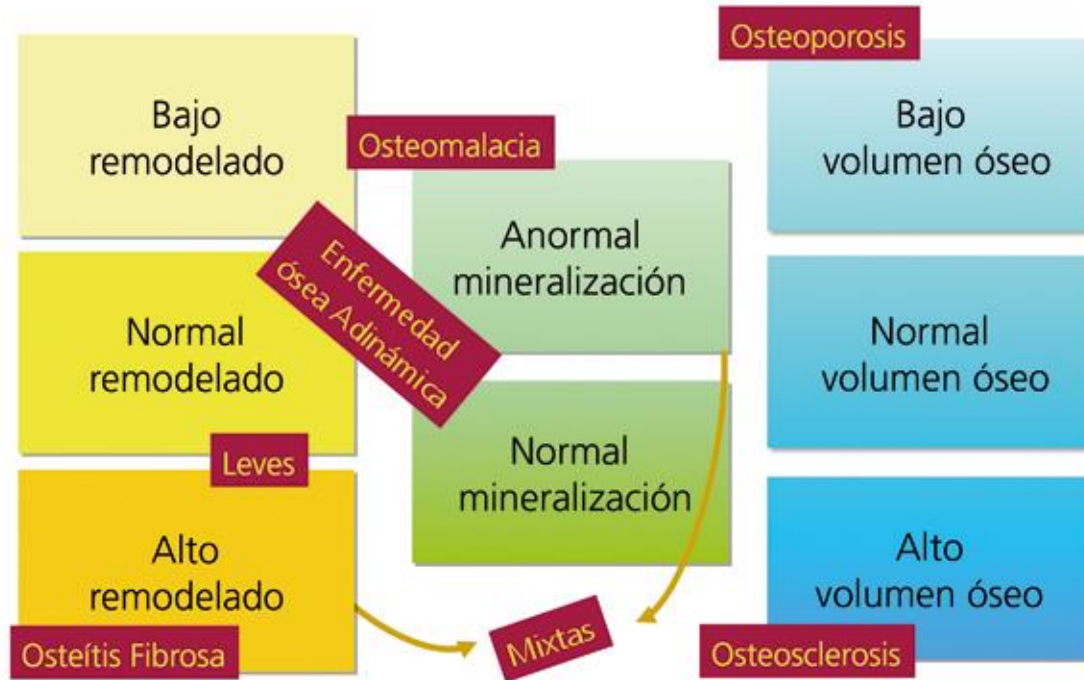 Osteoporosis
Bajo
remodelado
Osteomalacia
Bajo
volumen óseo
Anormal
mineralización
Enfermedad
ósea Adinámica
Normal
remodelado
Normal
volumen óseo
Leves
Normal
mineralización
Alto
remodelado
Alto
volumen óseo
Osteítis Fibrosa
Mixtas
Osteosclerosis